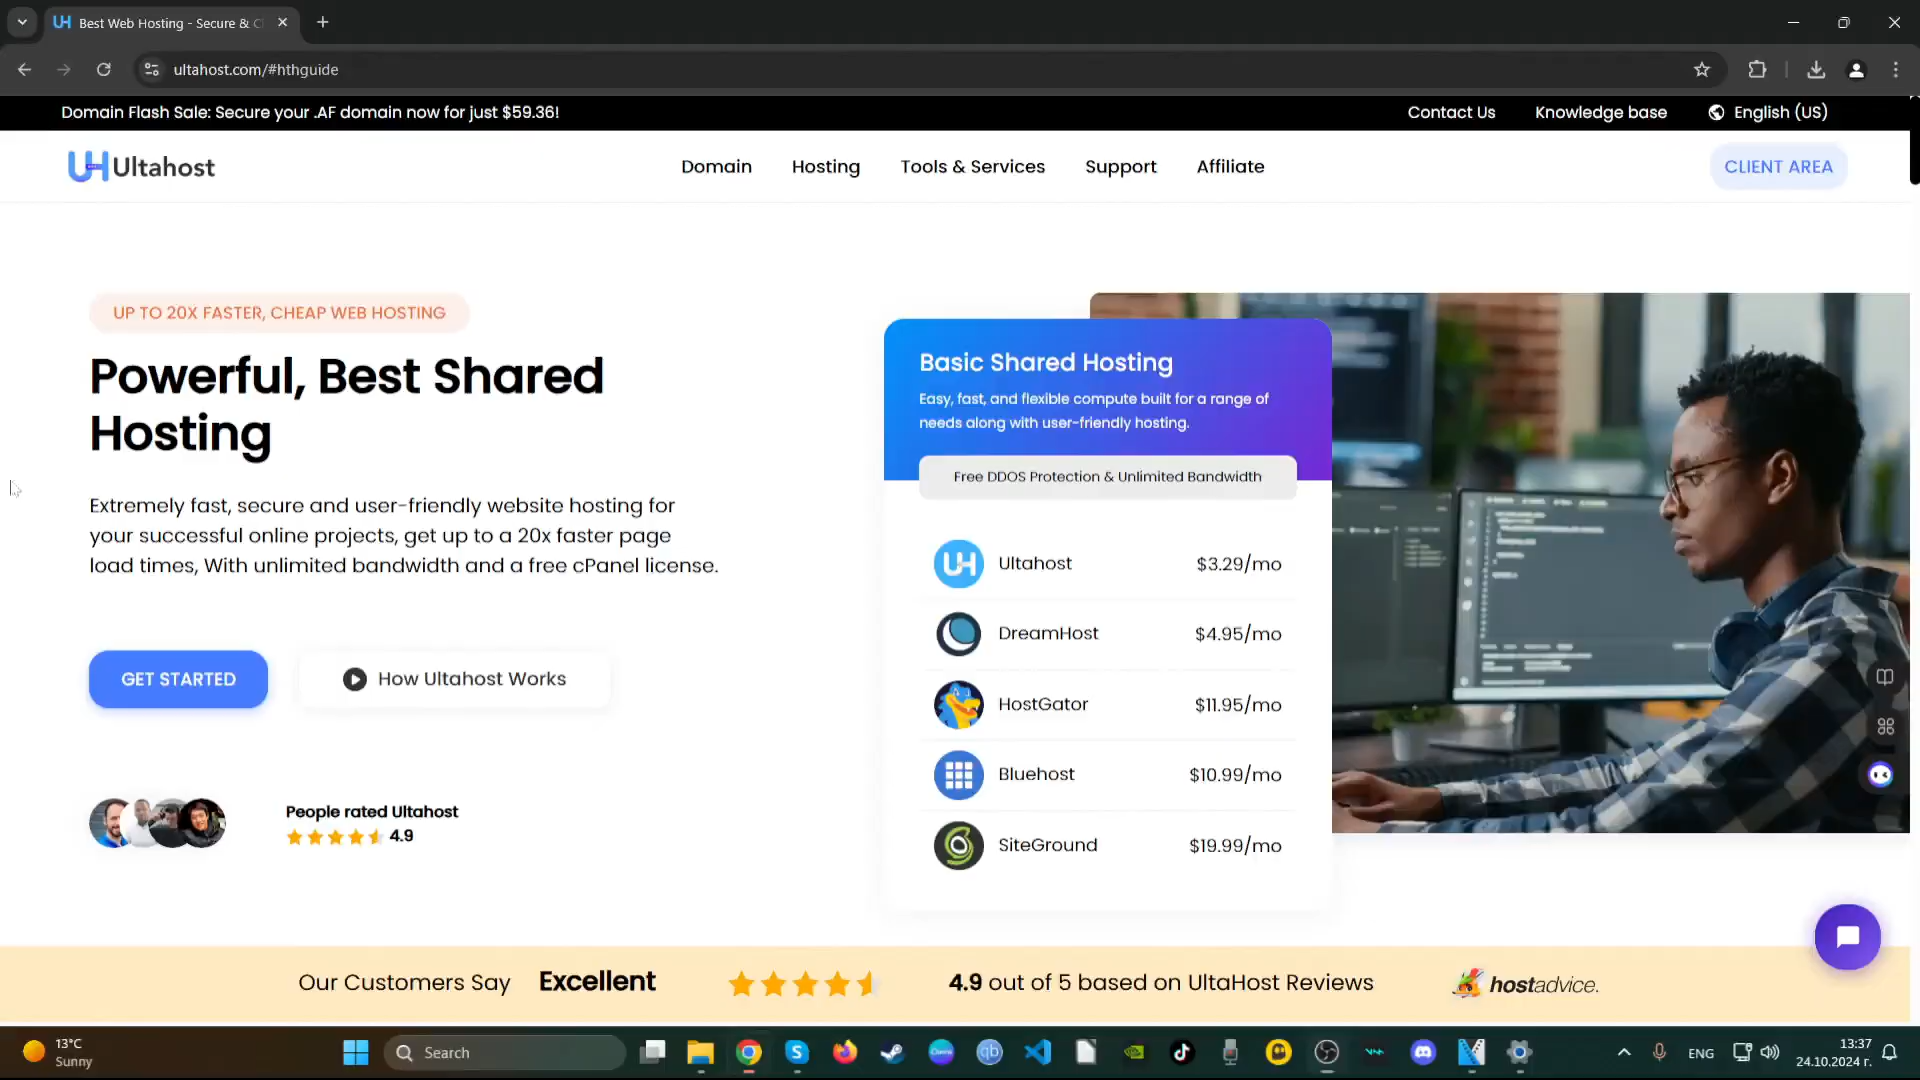 Best Web Hosting - Secure & C
ultahost.com/#hthguide
Domain Flash Sale: Secure your .AF domain now for just $59.36!
Contact Us
Knowledge base
English (US)
UH Ultahost
Domain
Hosting
Tools & Services
Support
Affiliate
CLIENT AREA
UP TO 20X FASTER, CHEAP WEB HOSTING
Powerful, Best Shared
Hosting
Extremely fast, secure and user-friendly website hosting for
your successful online projects, get up to a 20x faster page
load times, With unlimited bandwidth and a free cPanel license.
GET STARTED
How Ultahost Works
People rated Ultahost
4.9
Basic Shared Hosting
Easy, fast, and flexible compute built for a range of
needs along with user-friendly hosting.
Free DDOS Protection & Unlimited Bandwidth
UH Ultahost $3.29/mo
DreamHost $4.95/mo
HostGator $11.95/mo
Bluehost $10.99/mo
SiteGround $19.99/mo
Our Customers Say Excellent
4.9 out of 5 based on UltaHost Reviews
hostadvice.
13°C
Sunny
Search
ENG
13:37
24.10.2024 г.